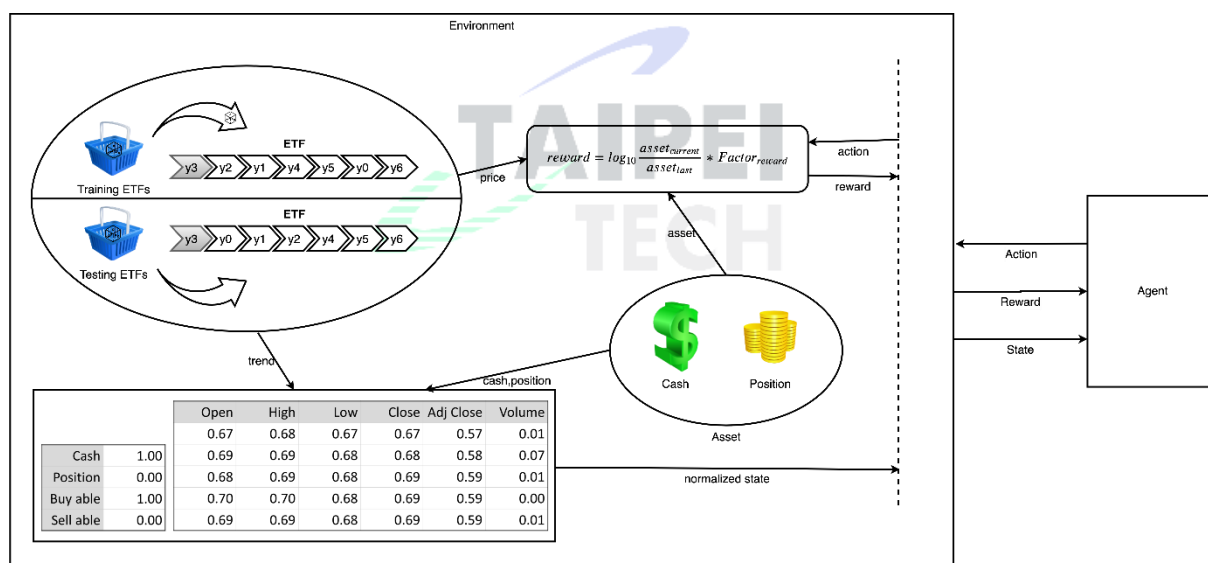 Environment
TAIPEI
TECH
Training ETFs
ETF
y3 y2 y1 y4 y5 y0 y6
Testing ETFs
ETF
y3 y0 y1 y2 y4 y5 y6
price
reward = log₁₀ asset_current / asset_last * Factor_reward
action
reward
asset
Cash
Position
Asset
trend
cash,position
Open High Low Close Adj Close Volume
0.67 0.68 0.67 0.67 0.57 0.01
0.69 0.69 0.68 0.68 0.58 0.07
0.68 0.69 0.68 0.69 0.59 0.01
0.70 0.70 0.68 0.69 0.59 0.00
0.69 0.69 0.68 0.69 0.59 0.01
Cash 1.00
Position 0.00
Buy able 1.00
Sell able 0.00
normalized state
Action
Reward
State
Agent